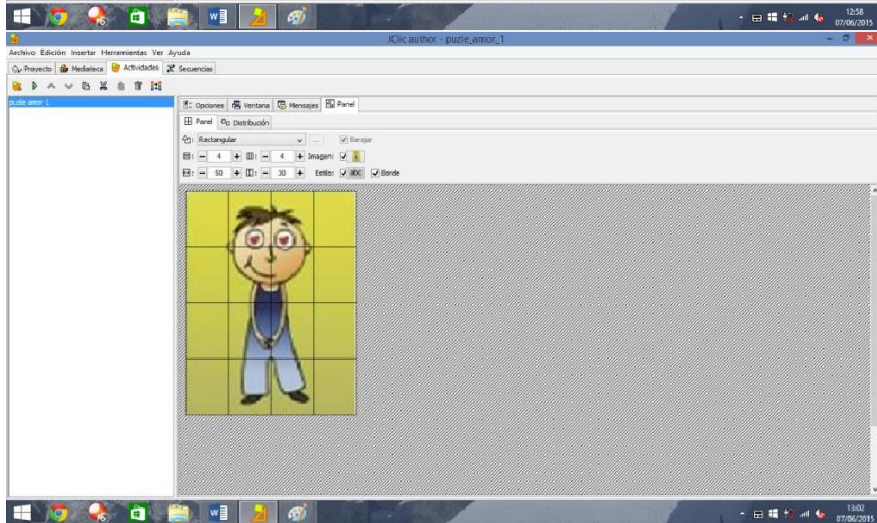 12:58
07/06/2015
JClic author - puzle_amor_1
Archivo Edición Insertar Herramientas Ver Ayuda
Proyecto Mediateca Actividades Secuencias
puzle amor 1
Opciones Ventana Mensajes Panel
Panel Distribución
Rectangular ... Barajar
4 4 Imagen:
50 30 Estilo: abc Borde
13:02
07/06/2015